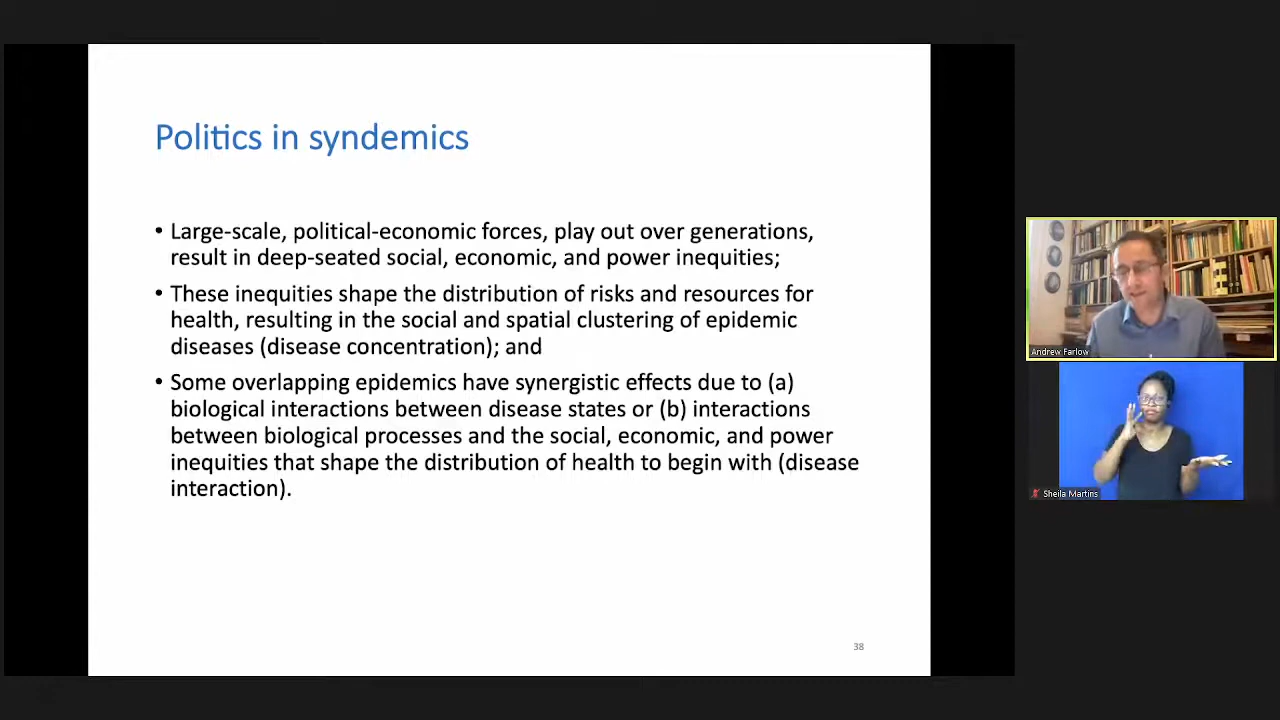 Politics in syndemics
• Large-scale, political-economic forces, play out over generations,
result in deep-seated social, economic, and power inequities;
• These inequities shape the distribution of risks and resources for
health, resulting in the social and spatial clustering of epidemic
diseases (disease concentration); and
• Some overlapping epidemics have synergistic effects due to (a)
biological interactions between disease states or (b) interactions
between biological processes and the social, economic, and power
inequities that shape the distribution of health to begin with (disease
interaction).
38
Andrew Farlow
Sheila Martins